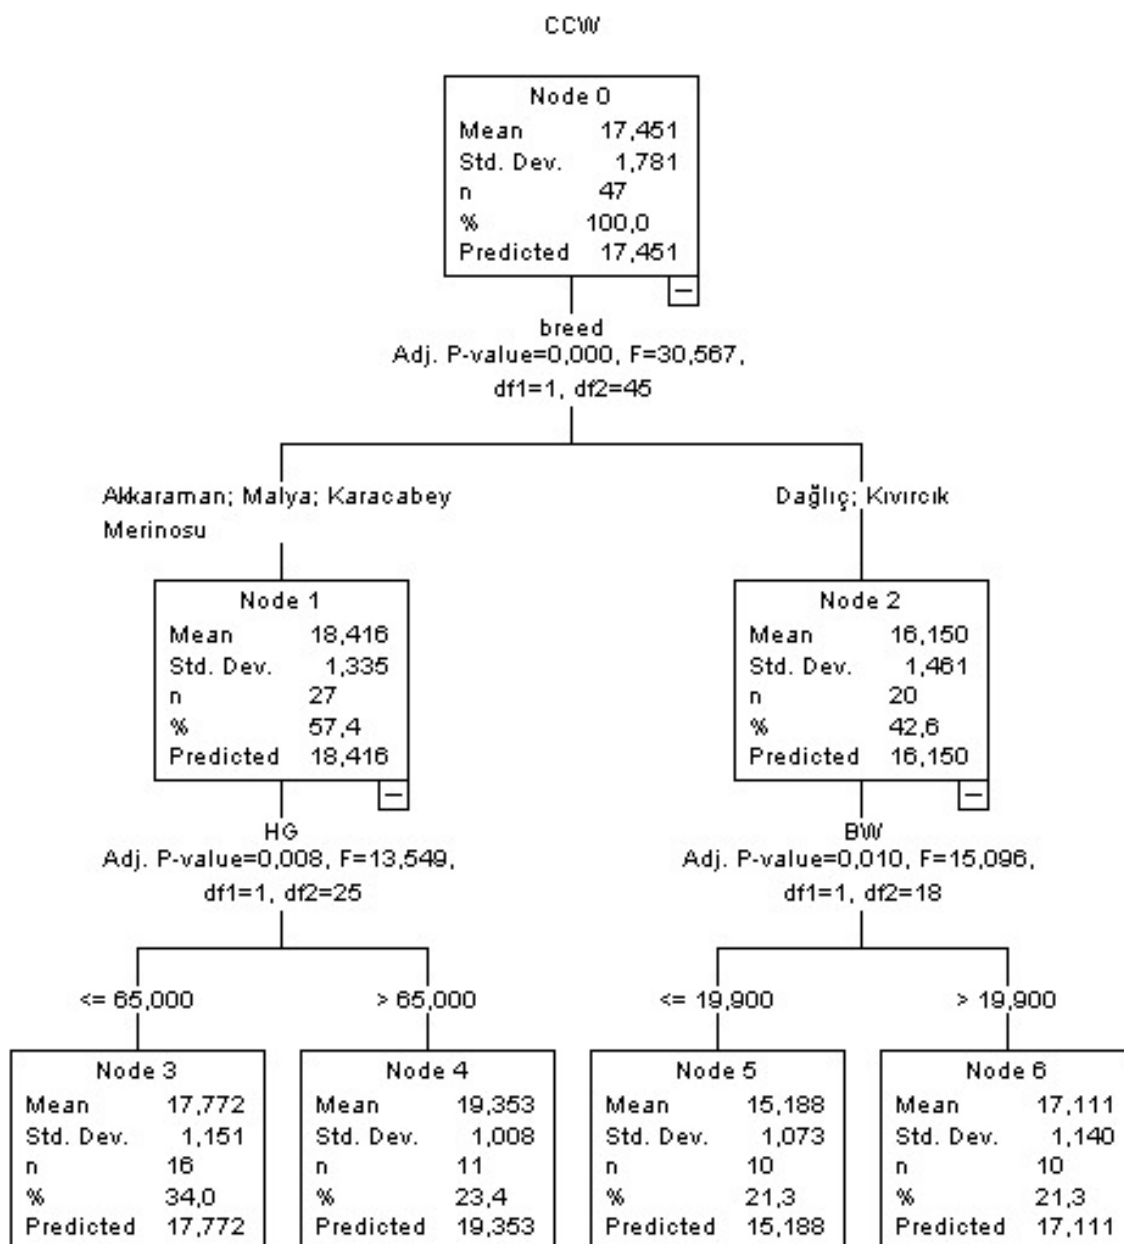 CCW
Node 0
Mean 17,451
Std. Dev. 1,781
n 47
% 100,0
Predicted 17,451
breed
Adj. P-value=0,000, F=30,567,
df1=1, df2=45
Akkaraman; Malya; Karacabey
Merinosu
Dağlıç; Kıvırcık
Node 1
Mean 18,416
Std. Dev. 1,335
n 27
% 57,4
Predicted 18,416
Node 2
Mean 16,150
Std. Dev. 1,461
n 20
% 42,6
Predicted 16,150
HG
Adj. P-value=0,008, F=13,549,
df1=1, df2=25
BW
Adj. P-value=0,010, F=15,096,
df1=1, df2=18
<= 65,000
> 65,000
<= 19,900
> 19,900
Node 3
Mean 17,772
Std. Dev. 1,151
n 16
% 34,0
Predicted 17,772
Node 4
Mean 19,353
Std. Dev. 1,008
n 11
% 23,4
Predicted 19,353
Node 5
Mean 15,188
Std. Dev. 1,073
n 10
% 21,3
Predicted 15,188
Node 6
Mean 17,111
Std. Dev. 1,140
n 10
% 21,3
Predicted 17,111